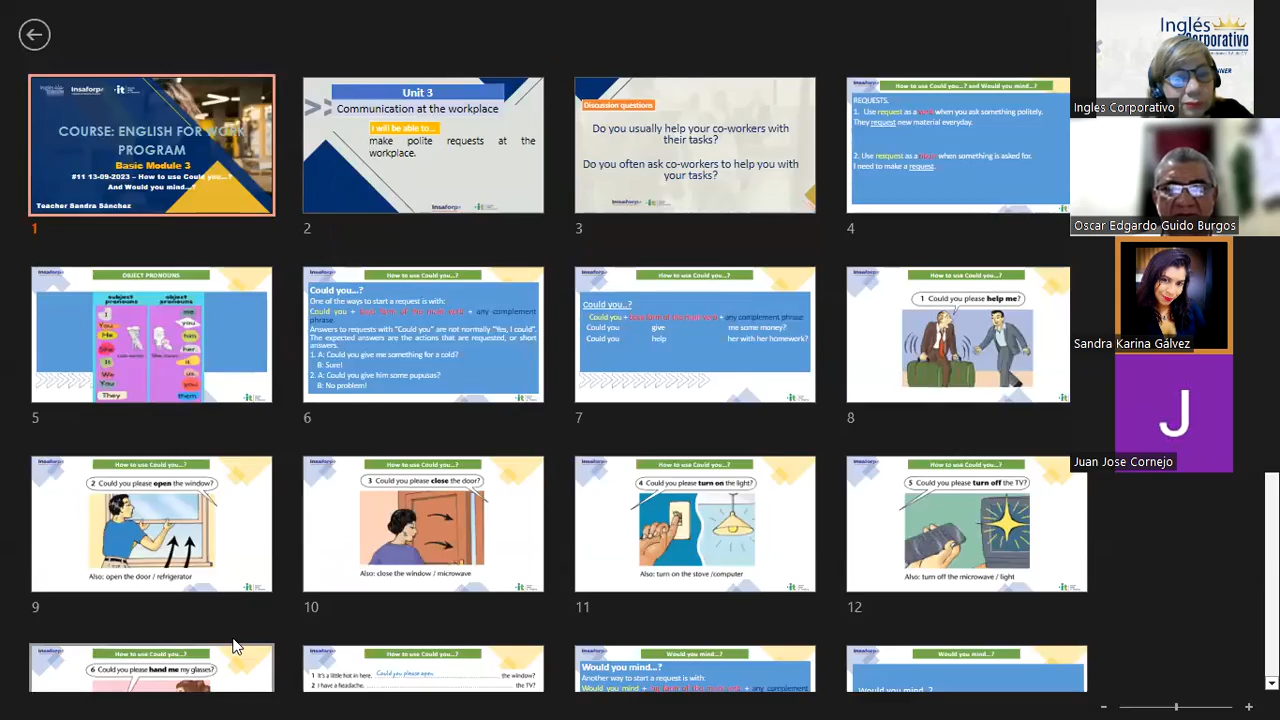 Insaforp
it
COURSE: ENGLISH FOR WORK
PROGRAM
Basic Module 3
#11 13-09-2023 – How to use Could you...?
And Would you mind...?
Teacher Sandra Sánchez
1
Unit 3
Communication at the workplace
I will be able to...
make polite requests at the
workplace.
Insaforp
2
Discussion questions
Do you usually help your co-workers with
their tasks?
Do you often ask co-workers to help you with
your tasks?
Insaforp
3
Insaforp
How to use Could you...? and Would you mind...?
REQUESTS.
1. Use request as a verb when you ask something politely.
They request new material everyday.
2. Use request as a noun when something is asked for.
I need to make a request.
4
Insaforp
OBJECT PRONOUNS
subject pronouns
object pronouns
I
me
You
you
He
him
She
her
It
it
We
us
You
you
They
them
5
Insaforp
How to use Could you...?
Could you...?
One of the ways to start a request is with:
Could you + base form of the main verb + any complement
phrase.
Answers to requests with "Could you" are not normally "Yes, I could".
The expected answers are the actions that are requested, or short
answers.
1. A: Could you give me something for a cold?
B: Sure!
2. A: Could you give him some pupusas?
B: No problem!
6
Insaforp
How to use Could you...?
Could you...?
Could you + base form of the main verb + any complement phrase
Could you give me some money?
Could you help her with her homework?
7
Insaforp
How to use Could you...?
1 Could you please help me?
8
Insaforp
How to use Could you...?
2 Could you please open the window?
Also: open the door / refrigerator
9
Insaforp
How to use Could you...?
3 Could you please close the door?
Also: close the window / microwave
10
Insaforp
How to use Could you...?
4 Could you please turn on the light?
Also: turn on the stove /computer
11
Insaforp
How to use Could you...?
5 Could you please turn off the TV?
Also: turn off the microwave / light
12
Insaforp
How to use Could you...?
6 Could you please hand me my glasses?
Insaforp
How to use Could you...?
1 It's a little hot in here. Could you please open the window?
2 I have a headache. the TV?
Insaforp
Would you mind...?
Would you mind...?
Another way to start a request is with:
Would you mind + ing form of the main verb + any complement
Insaforp
Would you mind...?
Would you mind...?
Inglés
Corporativo
Ingles Corporativo
Oscar Edgardo Guido Burgos
Sandra Karina Gálvez
J
Juan Jose Cornejo